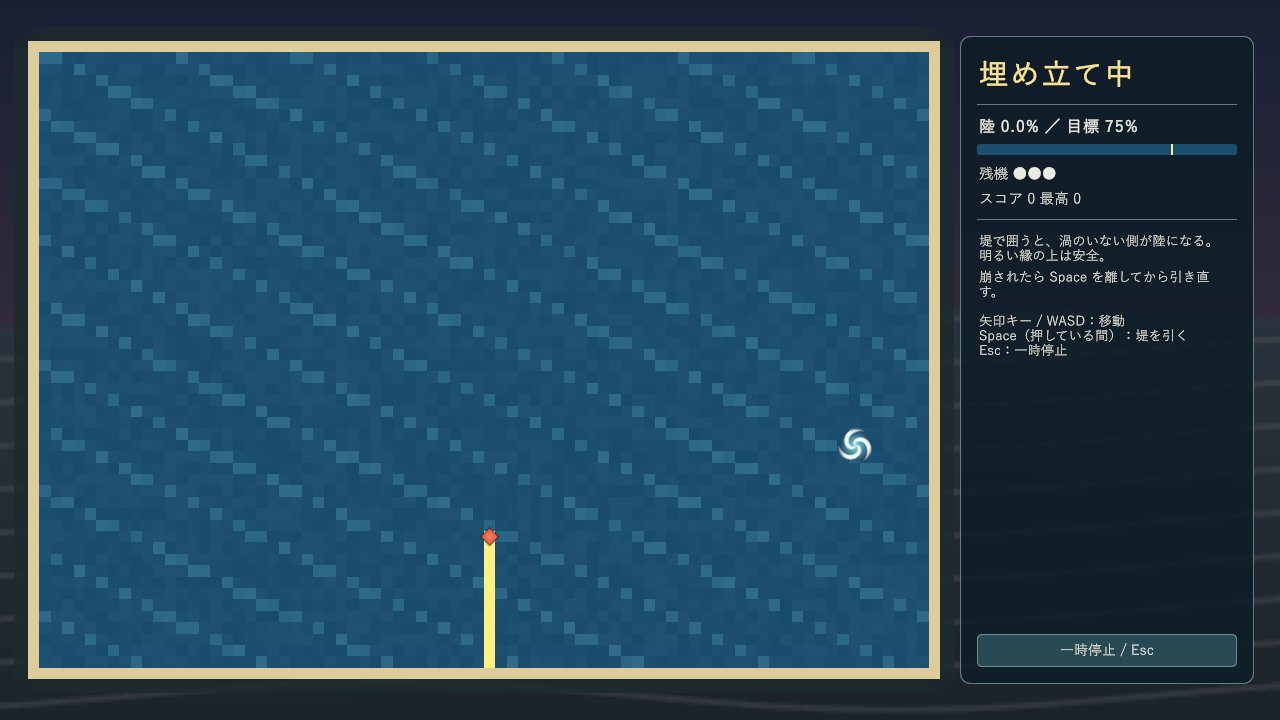 埋め立て中
陸 0.0% ／ 目標 75%
残機 ●●●
スコア 0 最高 0
堤で囲うと、渦のいない側が陸になる。
明るい縁の上は安全。
崩されたら Space を離してから引き直
す。
矢印キー / WASD：移動
Space（押している間）：堤を引く
Esc：一時停止
一時停止 / Esc